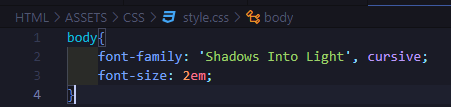 HTML > ASSETS > CSS > style.css > body
1 body{
2 font-family: 'Shadows Into Light', cursive;
3 font-size: 2em;
4 }